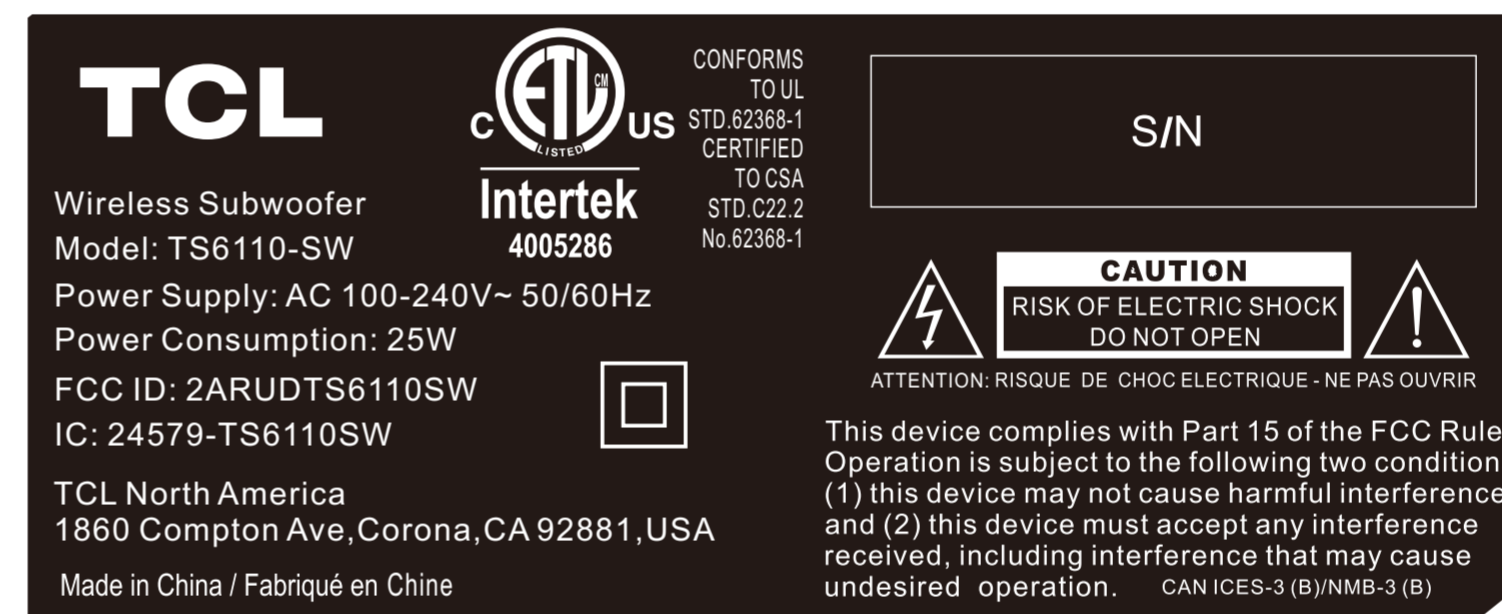 TCL
Wireless Subwoofer
Model: TS6110-SW
Power Supply: AC 100-240V~ 50/60Hz
Power Consumption: 25W
FCC ID: 2ARUDTS6110SW
IC: 24579-TS6110SW
TCL North America
1860 Compton Ave,Corona,CA 92881,USA
Made in China / Fabriqué en Chine
C ETL CM US
LISTED
Intertek
4005286
CONFORMS
TO UL
STD.62368-1
CERTIFIED
TO CSA
STD.C22.2
No.62368-1
S/N
CAUTION
RISK OF ELECTRIC SHOCK
DO NOT OPEN
ATTENTION: RISQUE DE CHOC ELECTRIQUE - NE PAS OUVRIR
This device complies with Part 15 of the FCC Rule
Operation is subject to the following two condition
(1) this device may not cause harmful interference
and (2) this device must accept any interference
received, including interference that may cause
undesired operation. CAN ICES-3 (B)/NMB-3 (B)